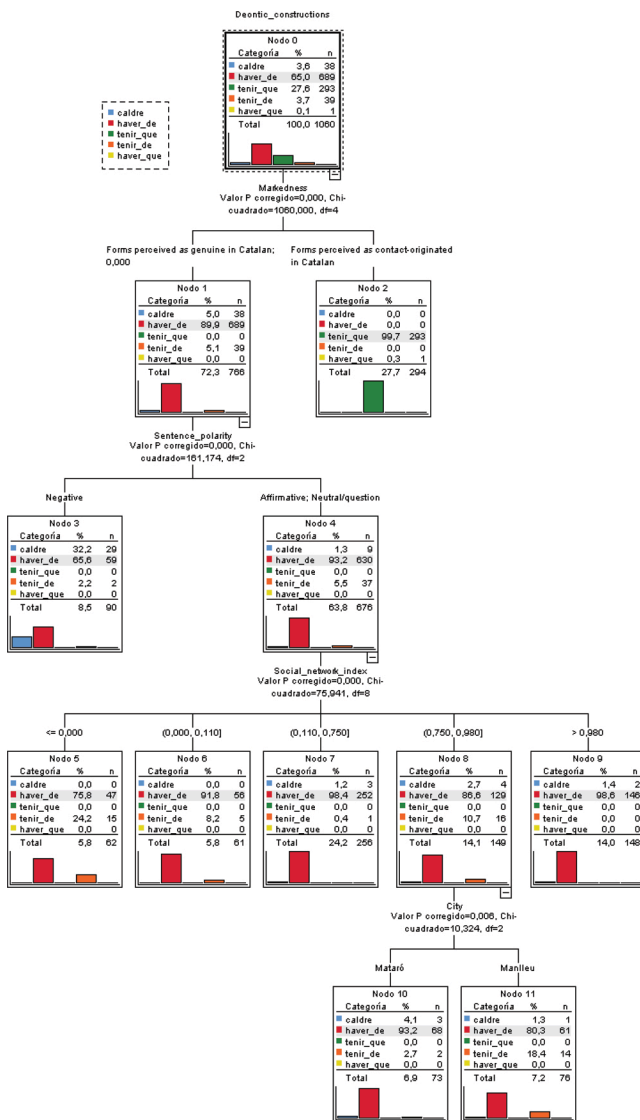 Deontic_constructions
Nodo 0
Categoría % n
caldre 3,6 38
haver_de 65,0 689
tenir_que 27,6 293
tenir_de 3,7 39
haver_que 0,1 1
Total 100,0 1060
caldre
haver_de
tenir_que
tenir_de
haver_que
Markedness
Valor P corregido=0,000, Chi-
cuadrado=1060,000, df=4
Forms perceived as genuine in Catalan;
0,000
Forms perceived as contact-originated
in Catalan
Nodo 1
Categoría % n
caldre 5,0 38
haver_de 89,9 689
tenir_que 0,0 0
tenir_de 5,1 39
haver_que 0,0 0
Total 72,3 766
Nodo 2
Categoría % n
caldre 0,0 0
haver_de 0,0 0
tenir_que 99,7 293
tenir_de 0,0 0
haver_que 0,3 1
Total 27,7 294
Sentence_polarity
Valor P corregido=0,000, Chi-
cuadrado=161,174, df=2
Negative
Affirmative; Neutral/question
Nodo 3
Categoría % n
caldre 32,2 29
haver_de 65,6 59
tenir_que 0,0 0
tenir_de 2,2 2
haver_que 0,0 0
Total 8,5 90
Nodo 4
Categoría % n
caldre 1,3 9
haver_de 93,2 630
tenir_que 0,0 0
tenir_de 5,5 37
haver_que 0,0 0
Total 63,8 676
Social_network_index
Valor P corregido=0,000, Chi-
cuadrado=75,941, df=8
<= 0,000
(0,000, 0,110]
(0,110, 0,750]
(0,750, 0,980]
> 0,980
Nodo 5
Categoría % n
caldre 0,0 0
haver_de 75,8 47
tenir_que 0,0 0
tenir_de 24,2 15
haver_que 0,0 0
Total 5,8 62
Nodo 6
Categoría % n
caldre 0,0 0
haver_de 91,8 56
tenir_que 0,0 0
tenir_de 8,2 5
haver_que 0,0 0
Total 5,8 61
Nodo 7
Categoría % n
caldre 1,2 3
haver_de 98,4 252
tenir_que 0,0 0
tenir_de 0,4 1
haver_que 0,0 0
Total 24,2 256
Nodo 8
Categoría % n
caldre 2,7 4
haver_de 86,6 129
tenir_que 0,0 0
tenir_de 10,7 16
haver_que 0,0 0
Total 14,1 149
Nodo 9
Categoría % n
caldre 1,4 2
haver_de 98,6 146
tenir_que 0,0 0
tenir_de 0,0 0
haver_que 0,0 0
Total 14,0 148
City
Valor P corregido=0,006, Chi-
cuadrado=10,324, df=2
Mataró
Manlleu
Nodo 10
Categoría % n
caldre 4,1 3
haver_de 93,2 68
tenir_que 0,0 0
tenir_de 2,7 2
haver_que 0,0 0
Total 6,9 73
Nodo 11
Categoría % n
caldre 1,3 1
haver_de 80,3 61
tenir_que 0,0 0
tenir_de 18,4 14
haver_que 0,0 0
Total 7,2 76